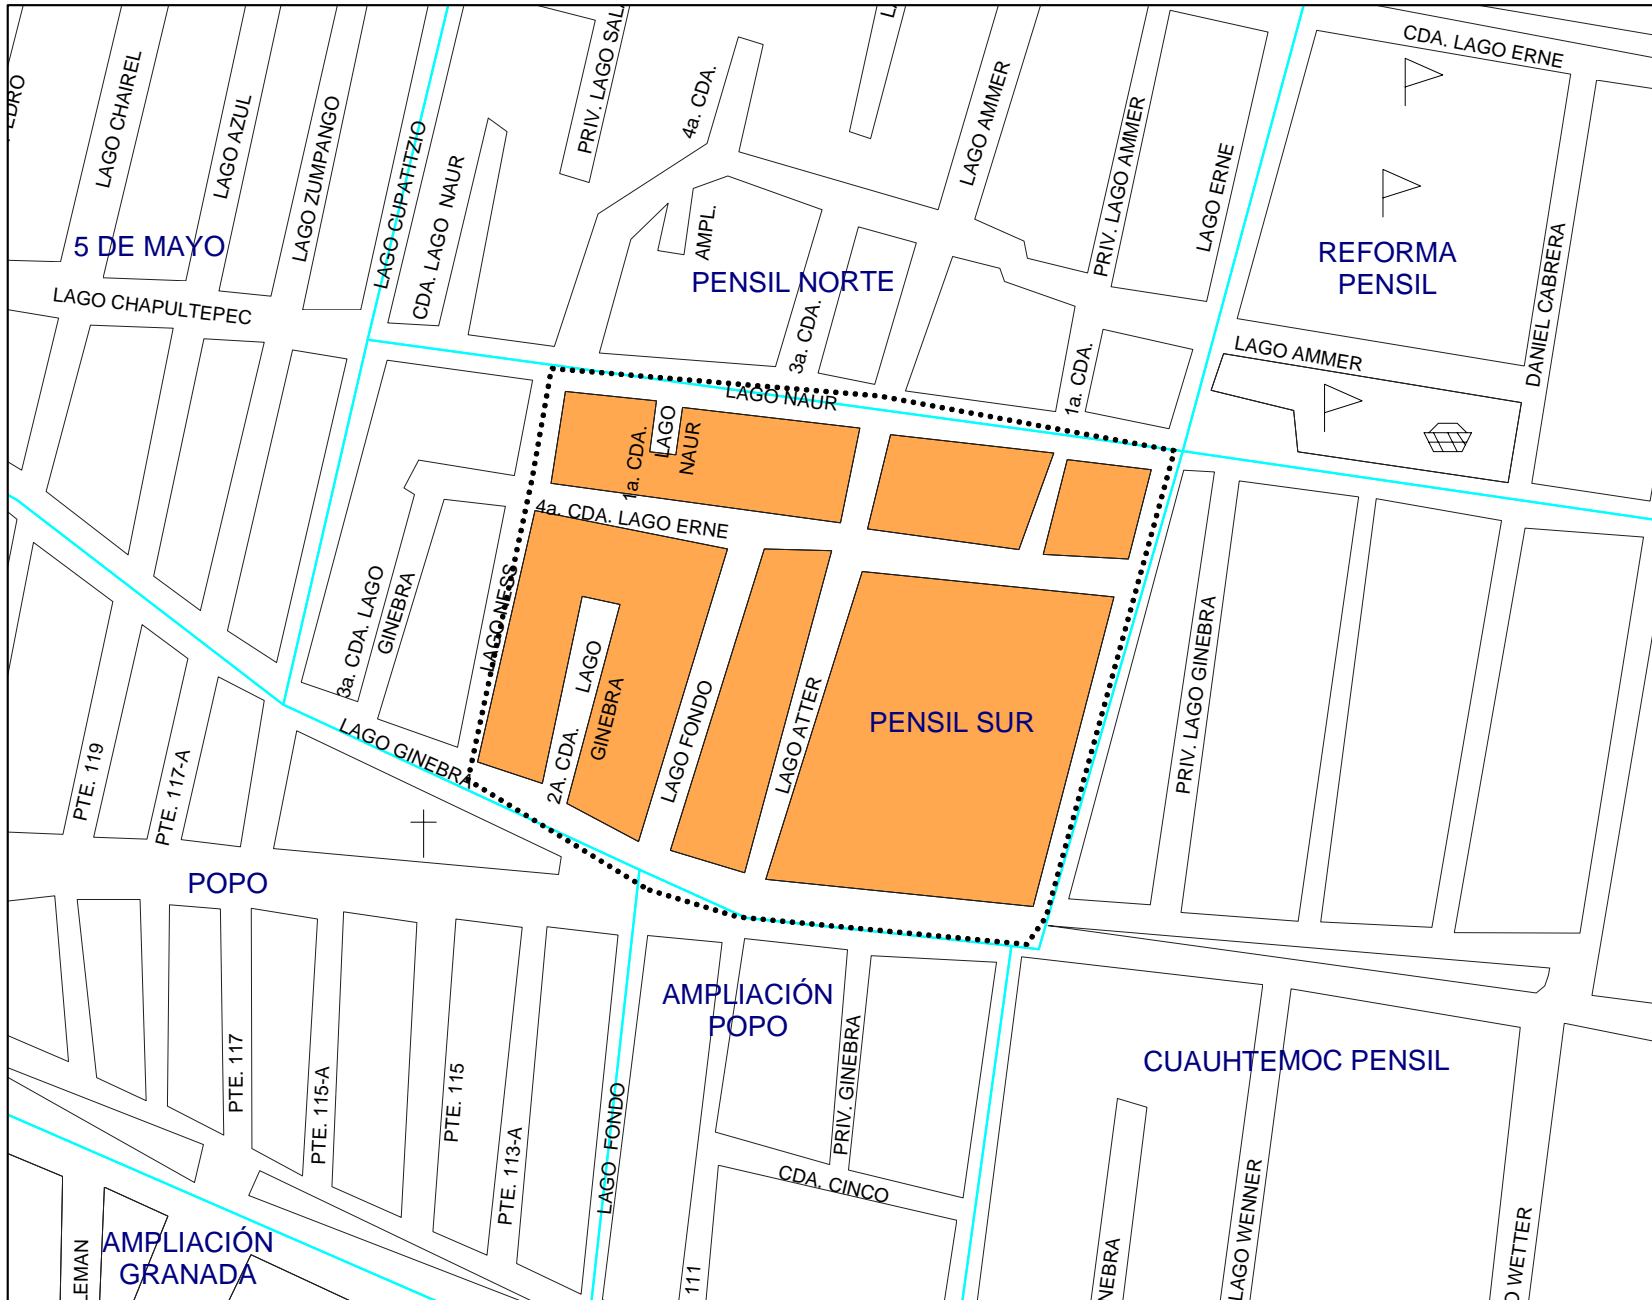 CDA. LAGO ERNE
LAGO CHAIREL
LAGO AZUL
LAGO ZUMPANGO
LAGO CUPATITZIO
CDA. LAGO NAUR
PRIV. LAGO
4a. CDA.
AMPL.
LAGO AMMER
PRIV. LAGO AMMER
LAGO ERNE
5 DE MAYO
PENSIL NORTE
REFORMA
PENSIL
DANIEL CABRERA
LAGO CHAPULTEPEC
3a. CDA.
1a. CDA.
LAGO AMMER
LAGO NAUR
1a. CDA.
LAGO
NAUR
4a. CDA. LAGO ERNE
LAGO NESS
3a. CDA. LAGO
GINEBRA
2A. CDA. LAGO
GINEBRA
LAGO FONDO
LAGO ATTER
PENSIL SUR
PRIV. LAGO GINEBRA
LAGO GINEBRA
PTE. 119
PTE. 117-A
POPO
AMPLIACIÓN
POPO
CUAUHTEMOC PENSIL
PTE. 117
PTE. 115-A
PTE. 115
PTE. 113-A
LAGO FONDO
PRIV. GINEBRA
CDA. CINCO
111
LAGO WENNER
WETTER
AMPLIACIÓN
GRANADA